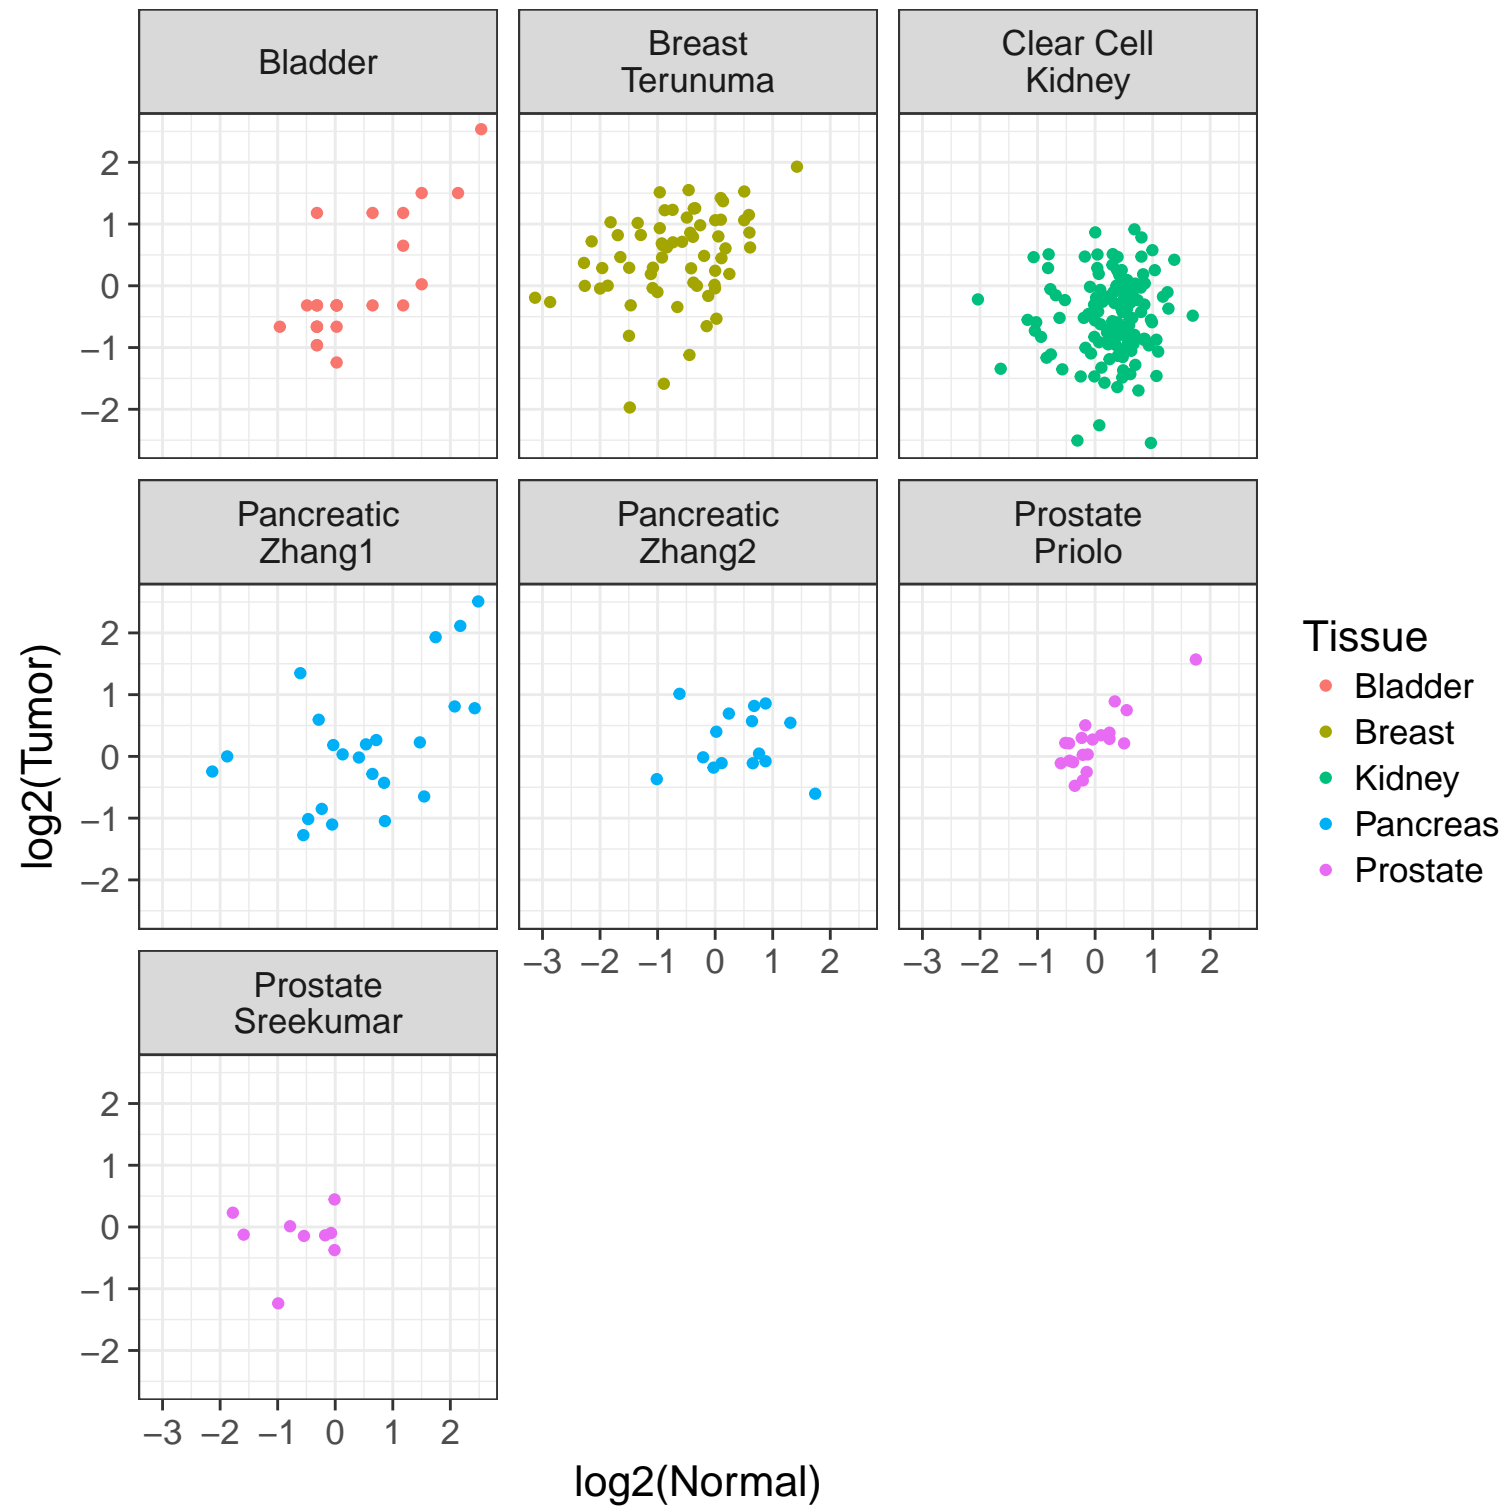 Bladder
Breast
Terunuma
Clear Cell
Kidney
2
1
0
−1
−2
Pancreatic
Zhang1
Pancreatic
Zhang2
Prostate
Priolo
2
1
0
−1
−2
−3 −2 −1 0 1 2
−3 −2 −1 0 1 2
Prostate
Sreekumar
2
1
0
−1
−2
−3 −2 −1 0 1 2
log2(Normal)
log2(Tumor)
Tissue
Bladder
Breast
Kidney
Pancreas
Prostate